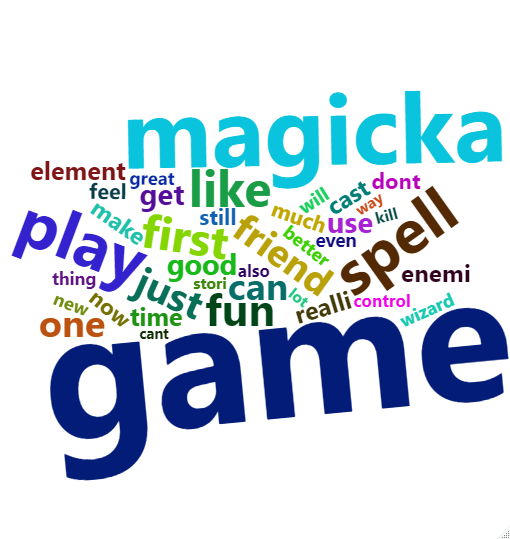 magicka
element
great
feel
get
like
will
cast
dont
way
kill
make
still
much
use
play
first
friend
better
even
spell
thing
good
also
enemi
just
stori
can
lot
realli
control
new
now
time
fun
wizard
one
cant
game